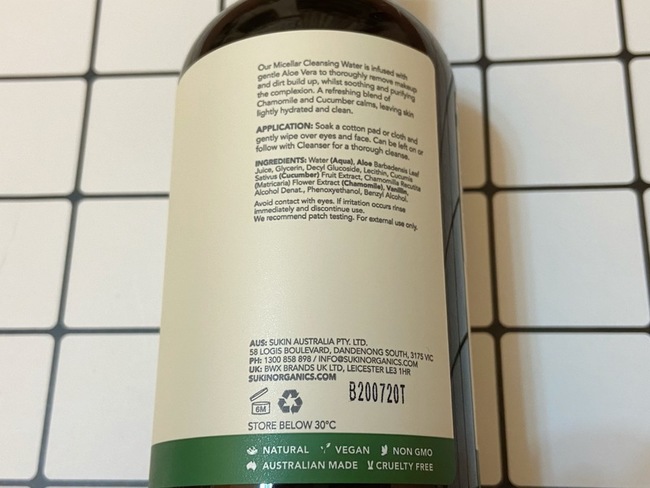 Our Micellar Cleansing Water is infused with
gentle Aloe Vera to thoroughly remove makeup
and dirt build up, whilst soothing and purifying
the complexion. A refreshing blend of
Chamomile and Cucumber calms, leaving skin
lightly hydrated and clean.
APPLICATION: Soak a cotton pad or cloth and
gently wipe over eyes and face. Can be left on or
follow with Cleanser for a thorough cleanse.
INGREDIENTS: Water (Aqua), Aloe Barbadensis Leaf
Juice, Glycerin, Decyl Glucoside, Lecithin, Cucumis
Sativus (Cucumber) Fruit Extract, Chamomilla Recutita
(Matricaria) Flower Extract (Chamomile), Vanillin,
Alcohol Denat., Phenoxyethanol, Benzyl Alcohol.
Avoid contact with eyes. If irritation occurs rinse
immediately and discontinue use.
We recommend patch testing. For external use only.
AUS: SUKIN AUSTRALIA PTY. LTD.
58 LOGIS BOULEVARD, DANDENONG SOUTH, 3175 VIC
PH: 1300 858 898 / INFO@SUKINORGANICS.COM
UK: BWX BRANDS UK LTD, LEICESTER LE3 1HR
SUKINORGANICS.COM
B200720T
6M
STORE BELOW 30°C
NATURAL VEGAN NON GMO
AUSTRALIAN MADE CRUELTY FREE